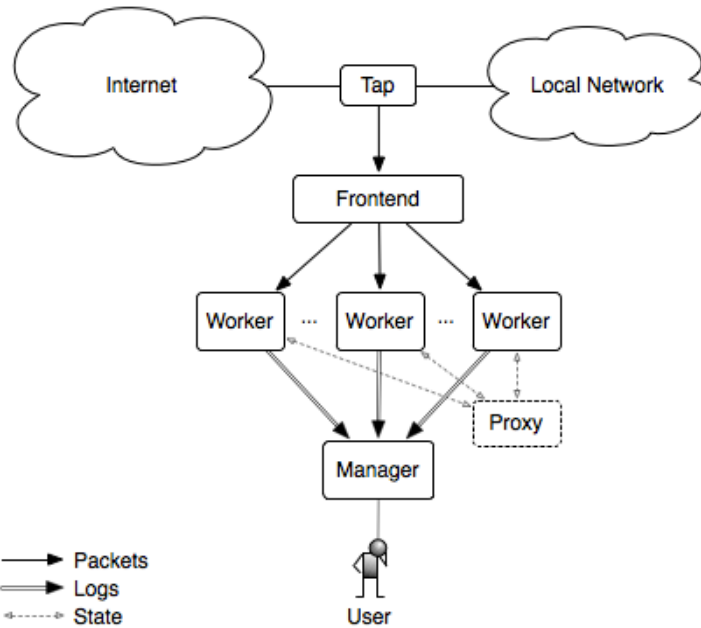 Internet
Tap
Local Network
Frontend
Worker ... Worker ... Worker
Proxy
Manager
Packets
Logs
State
User